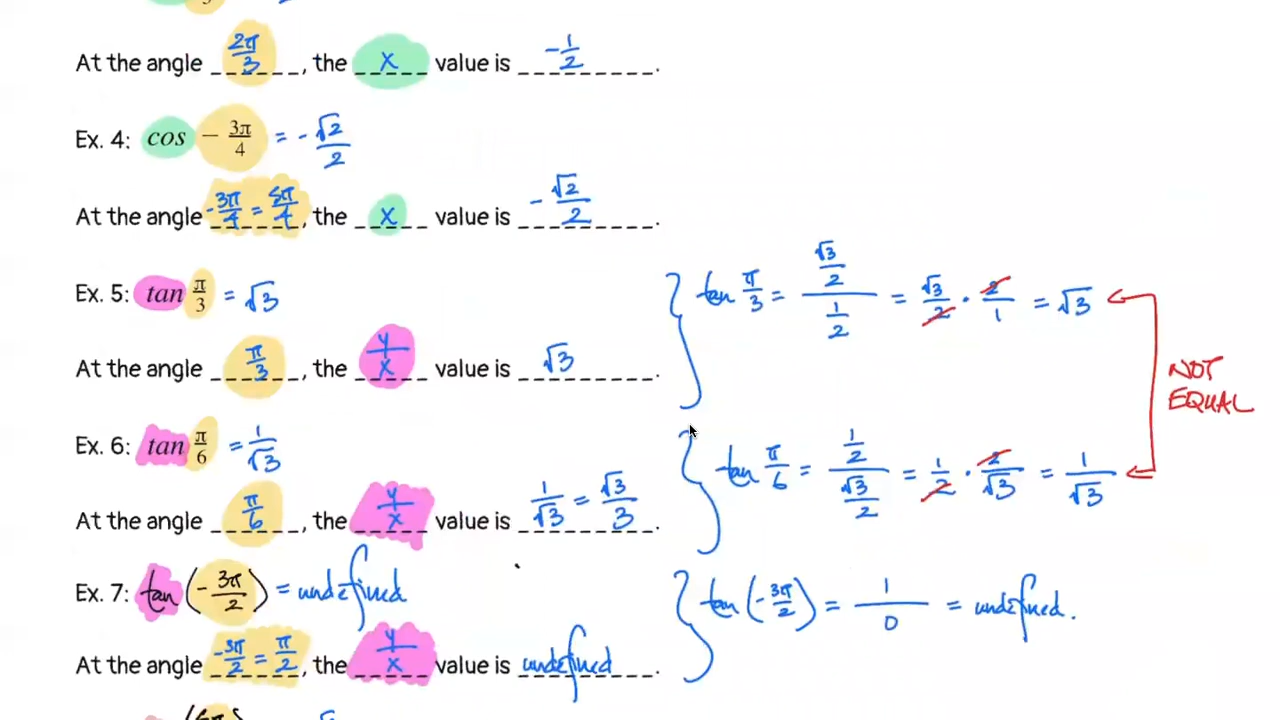 At the angle 2π/3, the x value is -1/2.
Ex. 4: cos - 3π/4 = - √2/2
At the angle -3π/4 = 5π/4, the x value is - √2/2.
Ex. 5: tan π/3 = √3
At the angle π/3, the y/x value is √3.
} tan π/3 = (√3/2)/(1/2) = √3/2 · 2/1 = √3
NOT
EQUAL
Ex. 6: tan π/6 = 1/√3
At the angle π/6, the y/x value is 1/√3 = √3/3.
} tan π/6 = (1/2)/(√3/2) = 1/2 · 2/√3 = 1/√3
Ex. 7: tan (- 3π/2) = undefined
At the angle -3π/2 = π/2, the y/x value is undefined.
} tan (- 3π/2) = 1/0 = undefined.